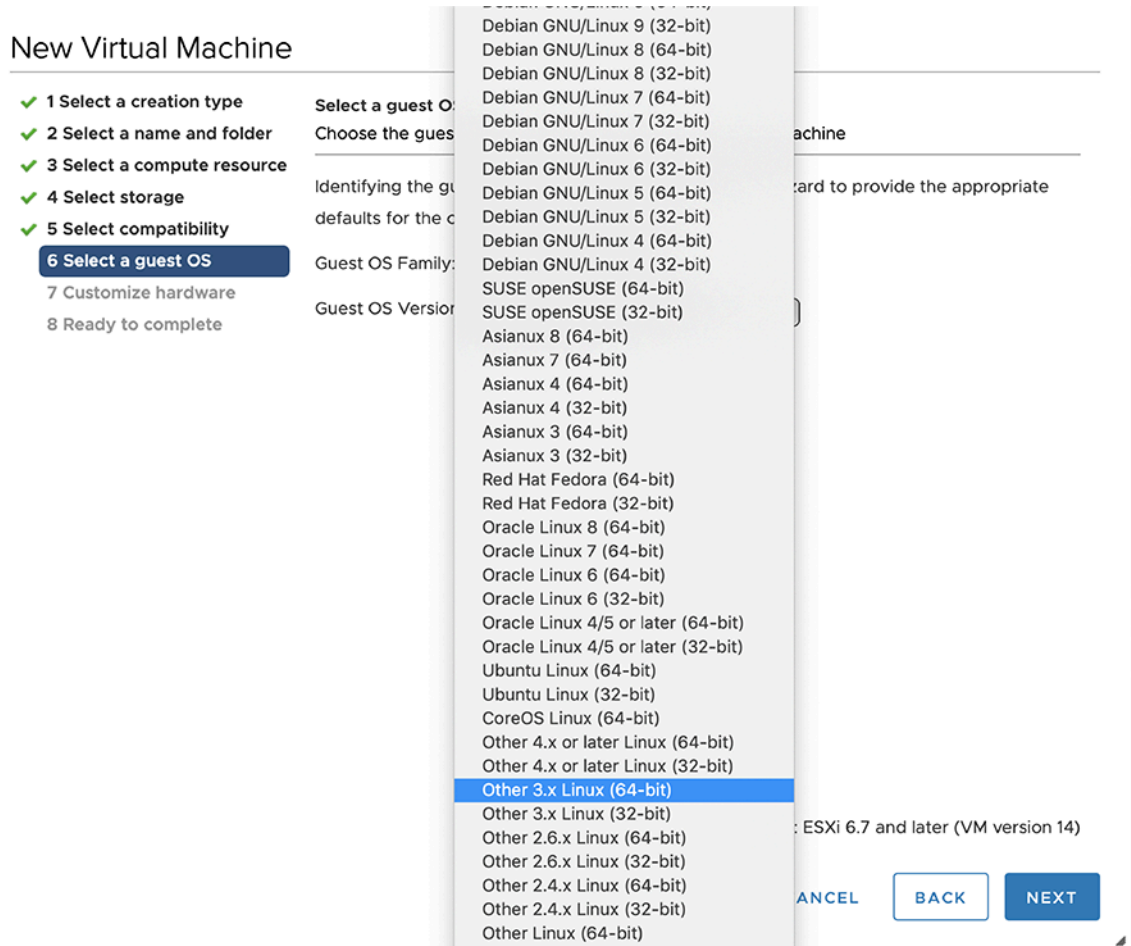 New Virtual Machine
1 Select a creation type
2 Select a name and folder
3 Select a compute resource
4 Select storage
5 Select compatibility
6 Select a guest OS
7 Customize hardware
8 Ready to complete
Select a guest O
Choose the gues
achine
Identifying the gu
zard to provide the appropriate
defaults for the c
Guest OS Family:
Guest OS Version
Debian GNU/Linux 9 (32-bit)
Debian GNU/Linux 8 (64-bit)
Debian GNU/Linux 8 (32-bit)
Debian GNU/Linux 7 (64-bit)
Debian GNU/Linux 7 (32-bit)
Debian GNU/Linux 6 (64-bit)
Debian GNU/Linux 6 (32-bit)
Debian GNU/Linux 5 (64-bit)
Debian GNU/Linux 5 (32-bit)
Debian GNU/Linux 4 (64-bit)
Debian GNU/Linux 4 (32-bit)
SUSE openSUSE (64-bit)
SUSE openSUSE (32-bit)
Asianux 8 (64-bit)
Asianux 7 (64-bit)
Asianux 4 (64-bit)
Asianux 4 (32-bit)
Asianux 3 (64-bit)
Asianux 3 (32-bit)
Red Hat Fedora (64-bit)
Red Hat Fedora (32-bit)
Oracle Linux 8 (64-bit)
Oracle Linux 7 (64-bit)
Oracle Linux 6 (64-bit)
Oracle Linux 6 (32-bit)
Oracle Linux 4/5 or later (64-bit)
Oracle Linux 4/5 or later (32-bit)
Ubuntu Linux (64-bit)
Ubuntu Linux (32-bit)
CoreOS Linux (64-bit)
Other 4.x or later Linux (64-bit)
Other 4.x or later Linux (32-bit)
Other 3.x Linux (64-bit)
Other 3.x Linux (32-bit)
Other 2.6.x Linux (64-bit)
Other 2.6.x Linux (32-bit)
Other 2.4.x Linux (64-bit)
Other 2.4.x Linux (32-bit)
Other Linux (64-bit)
: ESXi 6.7 and later (VM version 14)
ANCEL
BACK
NEXT